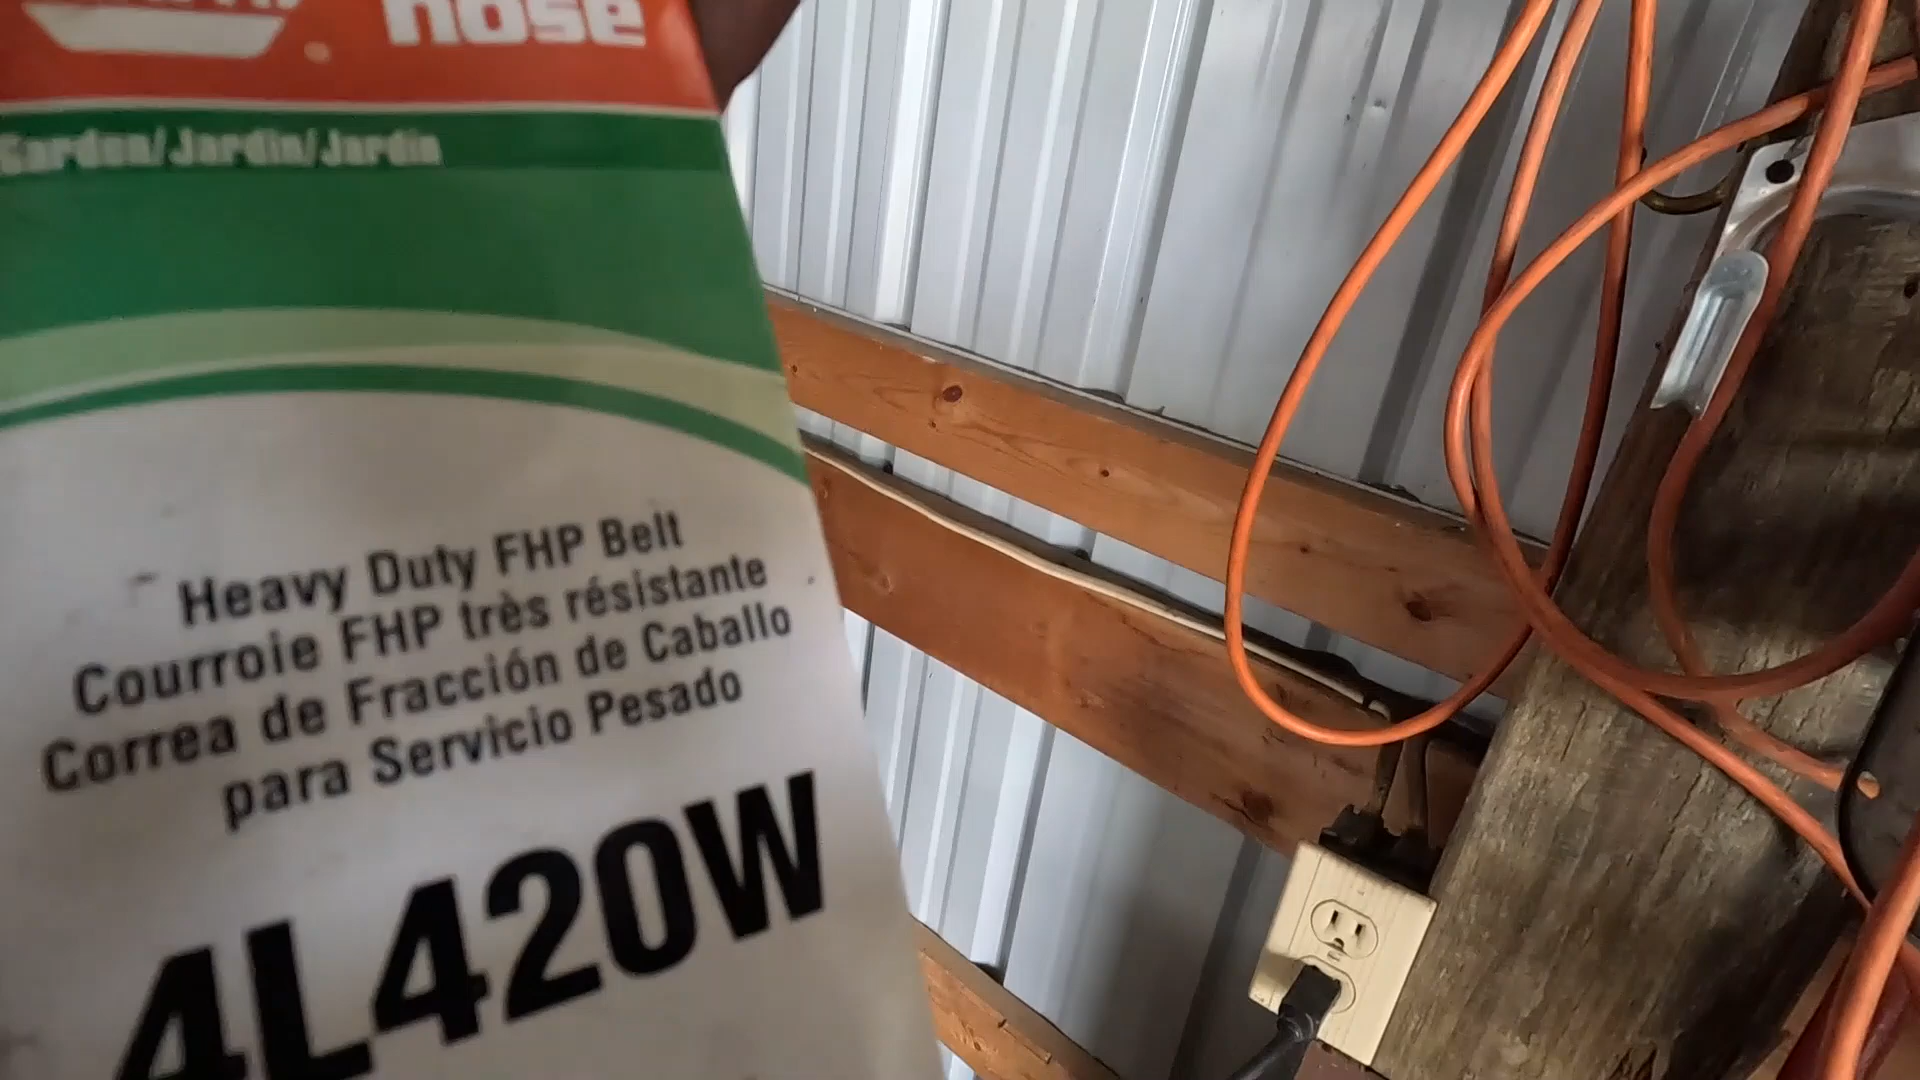 hose
Garden/Jardin/Jardín
Heavy Duty FHP Belt
Courroie FHP très résistante
Correa de Fracción de Caballo
para Servicio Pesado
4L420W